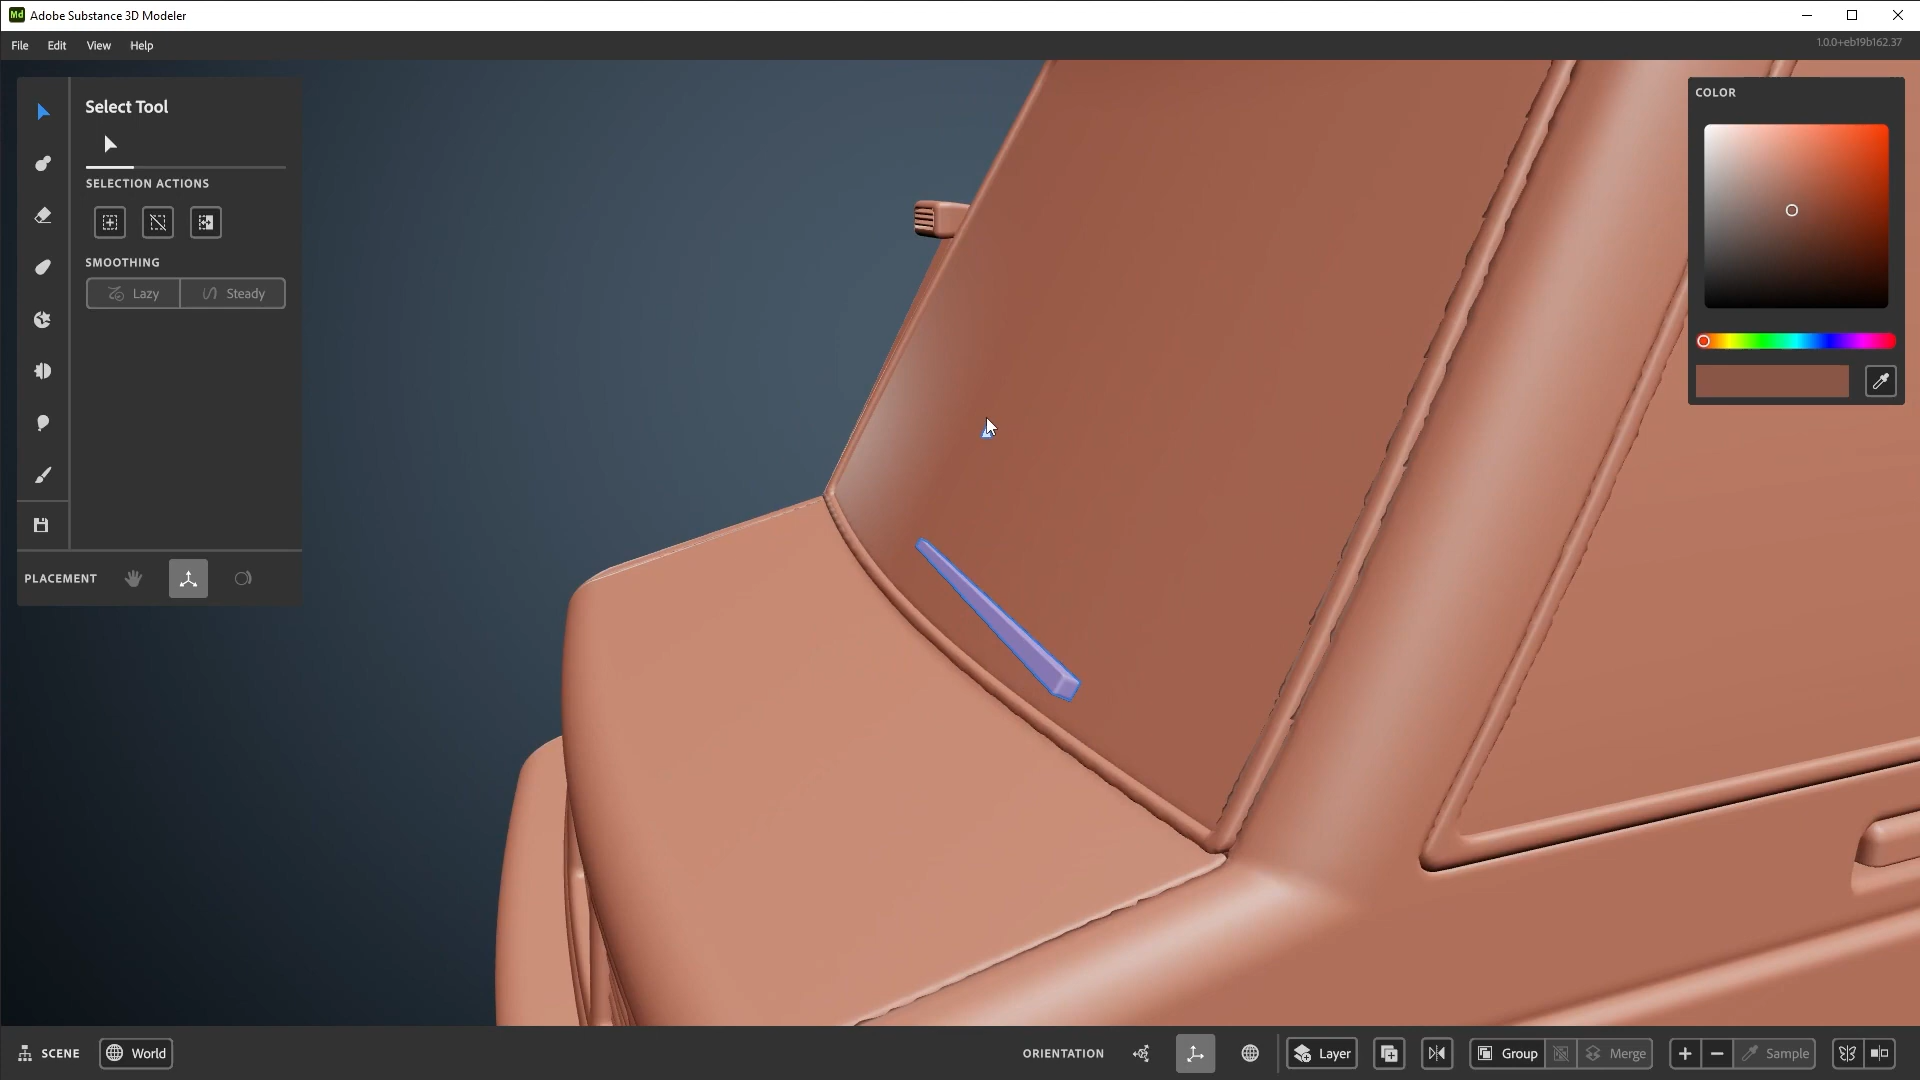 Md Adobe Substance 3D Modeler
File Edit View Help
1.0.0+eb19b162.37
Select Tool
SELECTION ACTIONS
SMOOTHING
Lazy Steady
PLACEMENT
COLOR
SCENE World ORIENTATION Layer Group Merge Sample